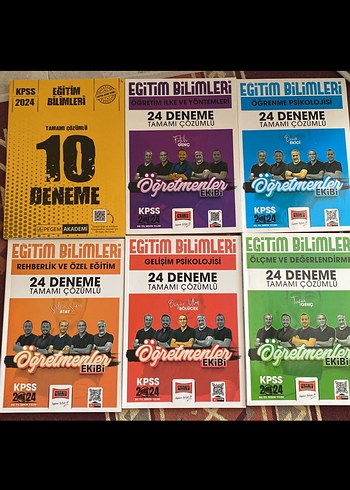 KPSS
2024
EĞİTİM
BİLİMLERİ
TAMAMI ÇÖZÜMLÜ
10
DENEME
PEGEM AKADEMİ
EĞİTİM BİLİMLERİ
ÖĞRETİM İLKE VE YÖNTEMLERİ
24 DENEME
TAMAMI ÇÖZÜMLÜ
GENÇ
Öğretmenler
EKİBİ
KPSS
2024
EĞİTİM BİLİMLERİ
ÖĞRENME PSİKOLOJİSİ
24 DENEME
TAMAMI ÇÖZÜMLÜ
Öğretmenler
EKİBİ
KPSS
2024
EĞİTİM BİLİMLERİ
REHBERLİK VE ÖZEL EĞİTİM
24 DENEME
TAMAMI ÇÖZÜMLÜ
ATAY
Öğretmenler
EKİBİ
KPSS
2024
EĞİTİM BİLİMLERİ
GELİŞİM PSİKOLOJİSİ
24 DENEME
TAMAMI ÇÖZÜMLÜ
Öğretmenler
EKİBİ
KPSS
2024
EĞİTİM BİLİMLERİ
ÖLÇME VE DEĞERLENDİRME
24 DENEME
TAMAMI ÇÖZÜMLÜ
GENÇ
Öğretmenler
EKİBİ
KPSS
2024